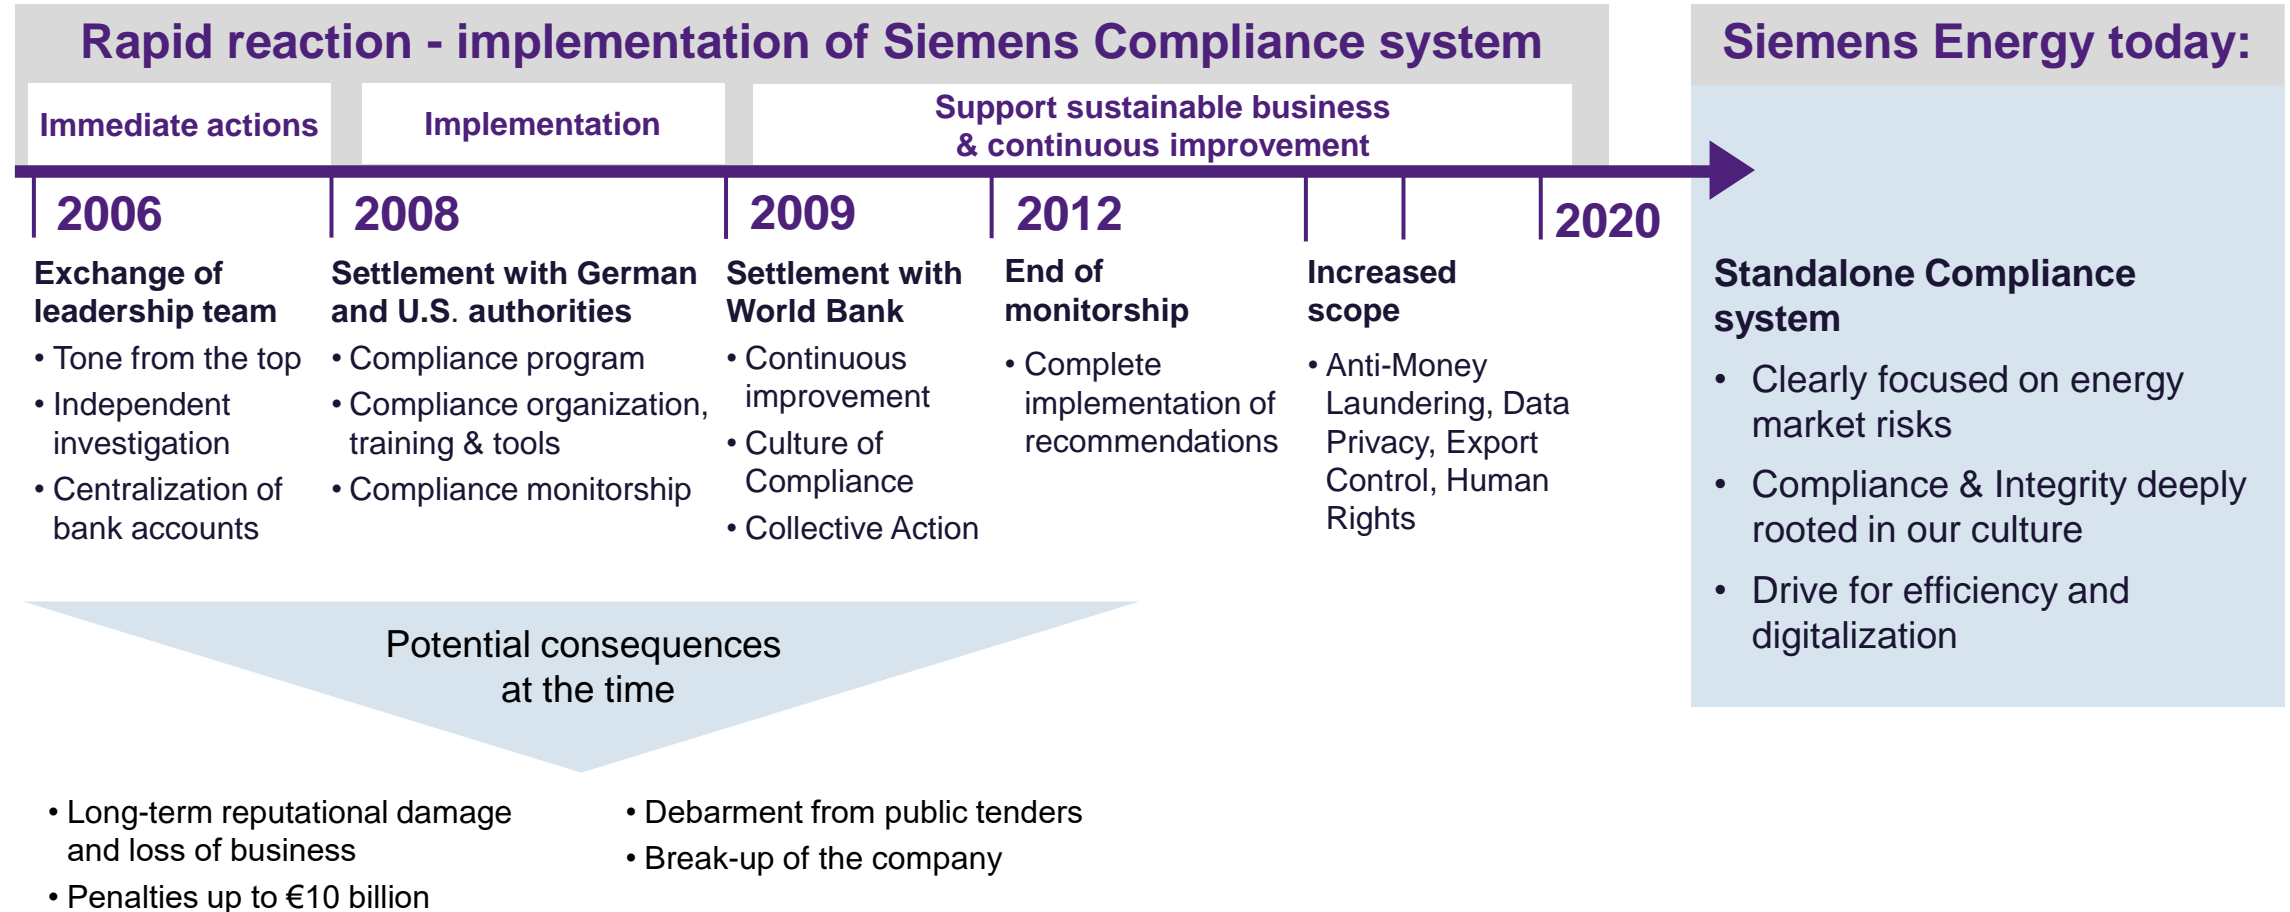 Rapid reaction - implementation of Siemens Compliance system
Immediate actions
Implementation
Support sustainable business
& continuous improvement
2006
Exchange of
leadership team
• Tone from the top
• Independent
investigation
• Centralization of
bank accounts
2008
Settlement with German
and U.S. authorities
• Compliance program
• Compliance organization,
training & tools
• Compliance monitorship
2009
Settlement with
World Bank
• Continuous
improvement
• Culture of
Compliance
• Collective Action
2012
End of
monitorship
• Complete
implementation of
recommendations
Increased
scope
• Anti-Money
Laundering, Data
Privacy, Export
Control, Human
Rights
2020
Siemens Energy today:
Standalone Compliance
system
• Clearly focused on energy
market risks
• Compliance & Integrity deeply
rooted in our culture
• Drive for efficiency and
digitalization
Potential consequences
at the time
• Long-term reputational damage
and loss of business
• Penalties up to €10 billion
• Debarment from public tenders
• Break-up of the company